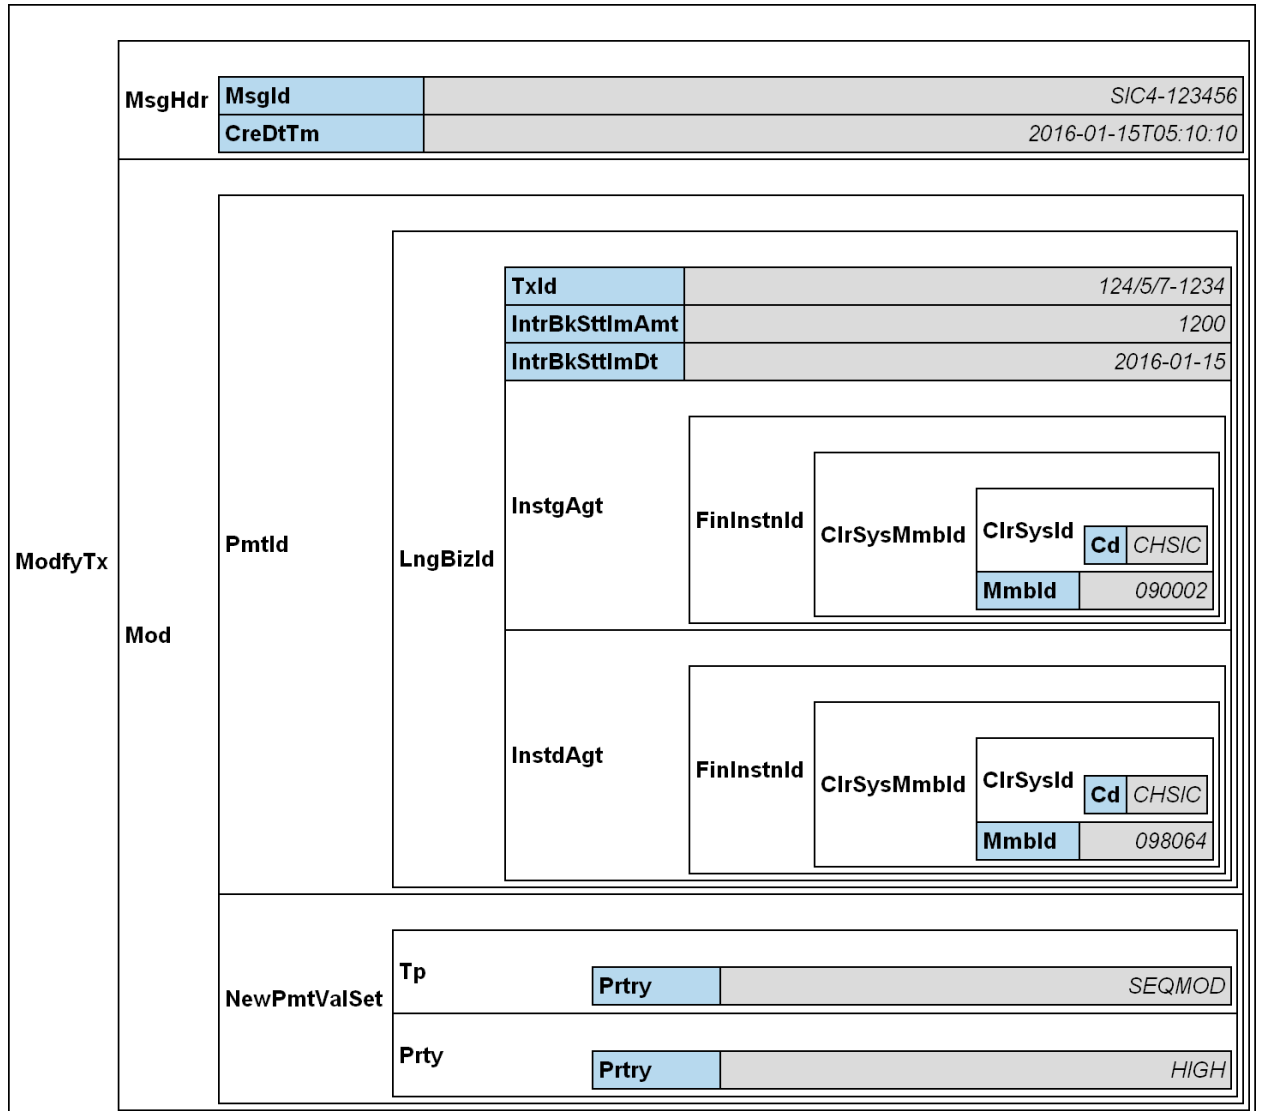 MsgHdr
MsgId SIC4-123456
CreDtTm 2016-01-15T05:10:10
TxId 124/5/7-1234
IntrBkSttlmAmt 1200
IntrBkSttlmDt 2016-01-15
InstgAgt
FinInstnId
ClrSysMmbId
ClrSysId
Cd CHSIC
MmbId 090002
PmtId
LngBizId
ModfyTx
Mod
InstdAgt
FinInstnId
ClrSysMmbId
ClrSysId
Cd CHSIC
MmbId 098064
NewPmtValSet
Tp
Prtry SEQMOD
Prty
Prtry HIGH